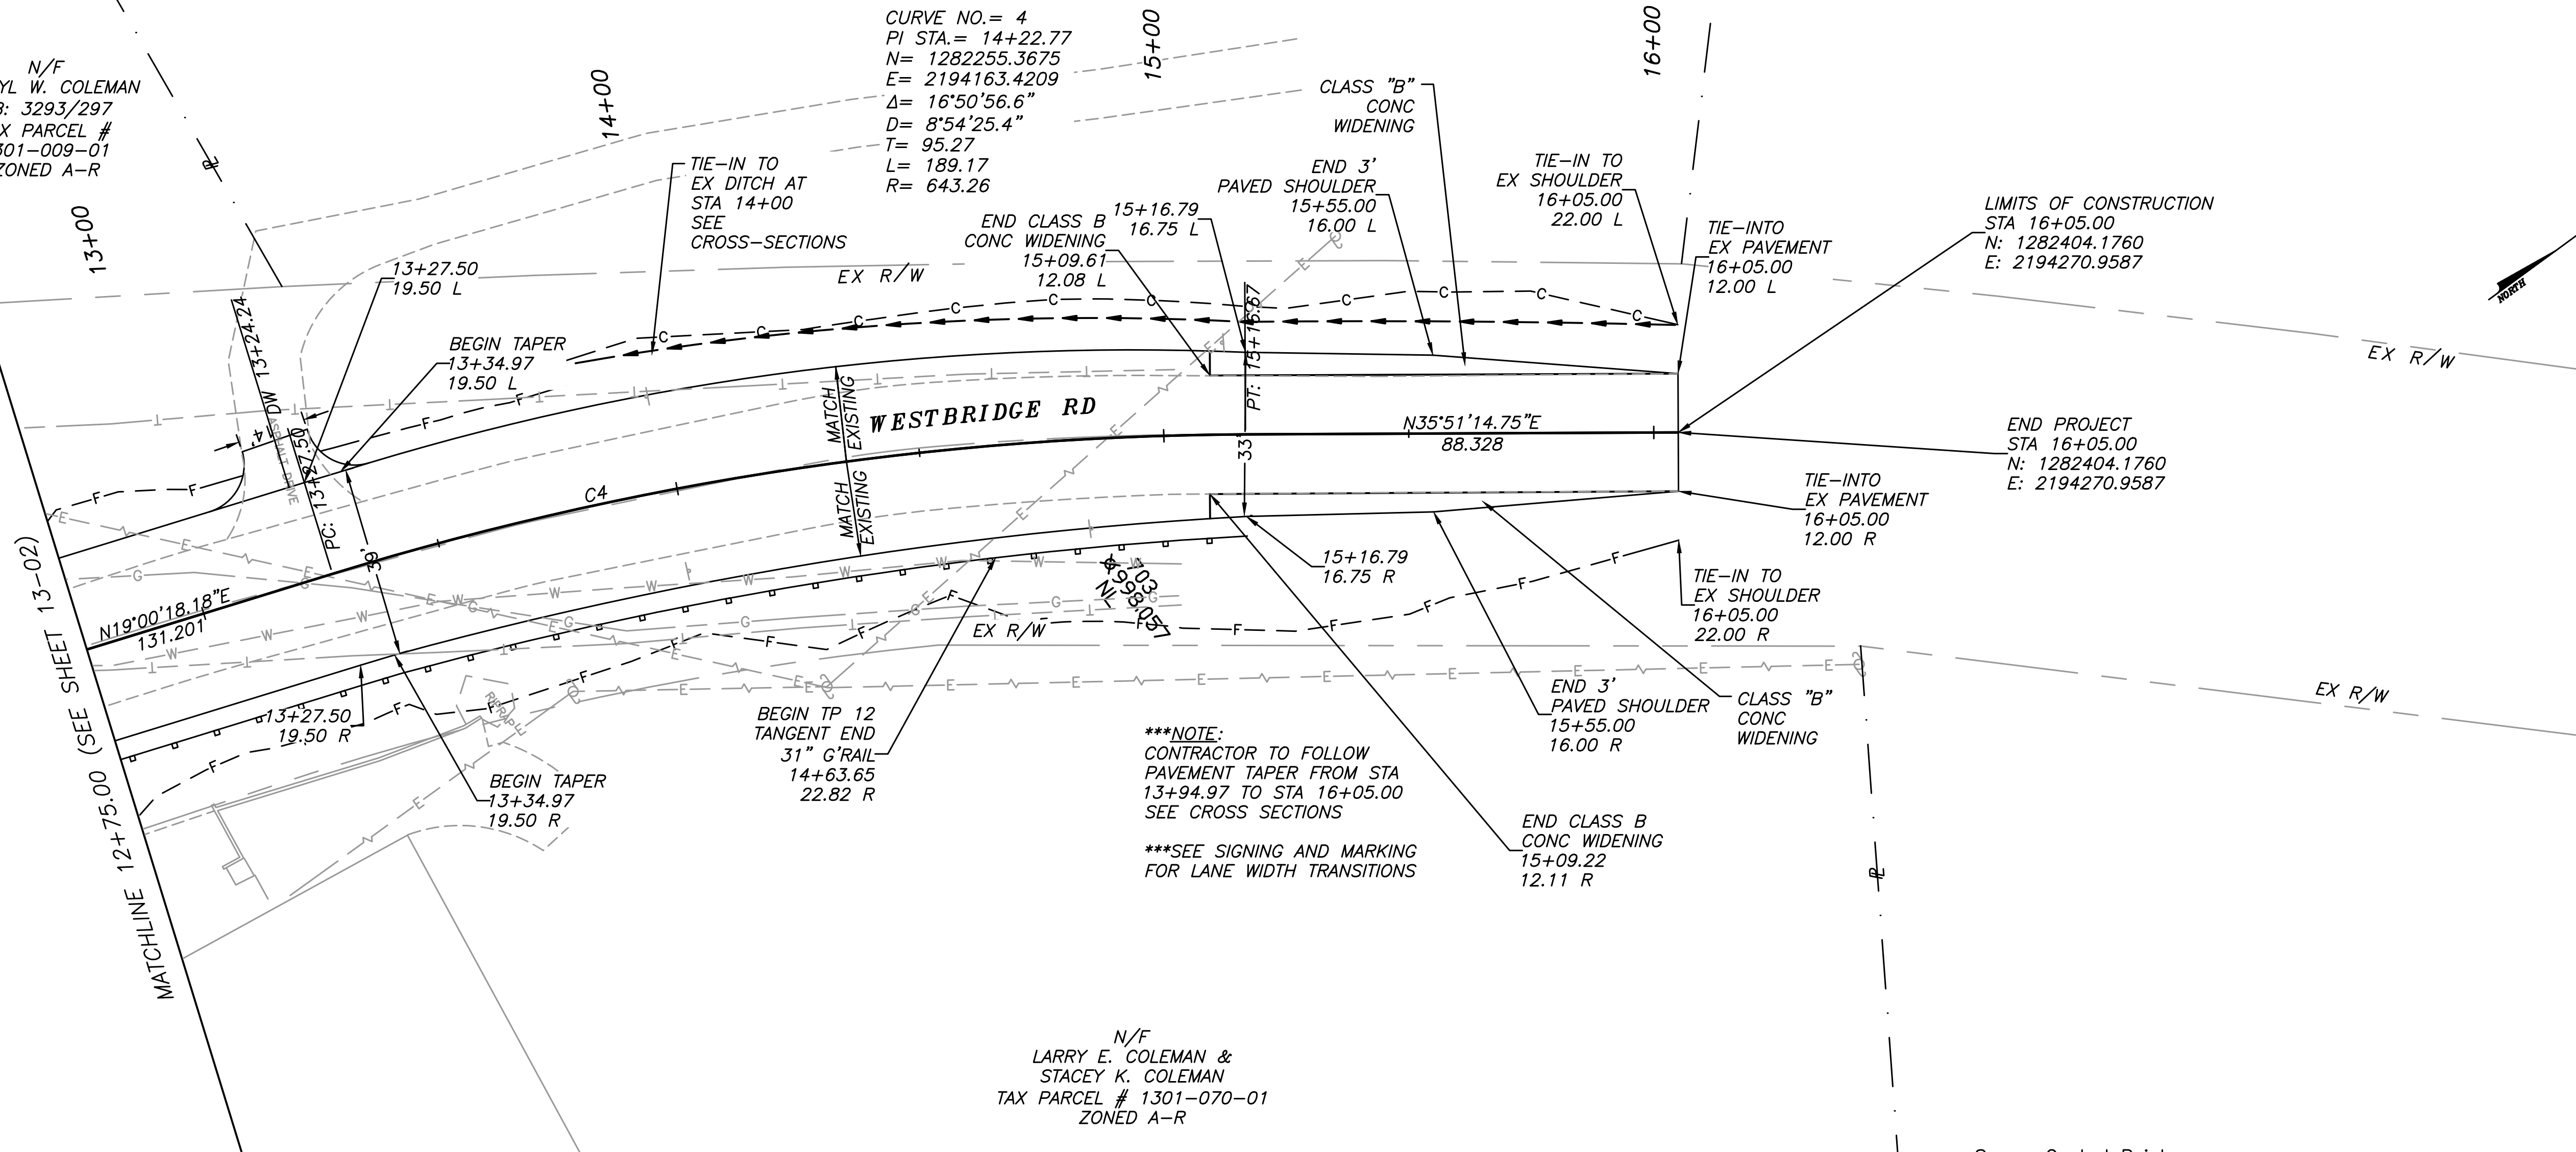 N/F
YL W. COLEMAN
B: 3293/297
X PARCEL #
301-009-01
ZONED A-R
13+00
14+00
15+00
16+00
CURVE NO.= 4
PI STA.= 14+22.77
N= 1282255.3675
E= 2194163.4209
Δ= 16°50'56.6"
D= 8°54'25.4"
T= 95.27
L= 189.17
R= 643.26
TIE-IN TO
EX DITCH AT
STA 14+00
SEE
CROSS-SECTIONS
CLASS "B"
CONC
WIDENING
END 3'
PAVED SHOULDER
15+55.00
16.00 L
15+16.79
16.75 L
END CLASS B
CONC WIDENING
15+09.61
12.08 L
TIE-IN TO
EX SHOULDER
16+05.00
22.00 L
TIE-INTO
EX PAVEMENT
16+05.00
12.00 L
LIMITS OF CONSTRUCTION
STA 16+05.00
N: 1282404.1760
E: 2194270.9587
NORTH
13+27.50
19.50 L
BEGIN TAPER
13+34.97
19.50 L
DW 13+24.24
14'
ASPHALT DRIVE
PC: 13+27.50
39'
EX R/W
EX R/W
MATCH
EXISTING
MATCH
EXISTING
WESTBRIDGE RD
C4
PT: 15+16.67
33'
N35°51'14.75"E
88.328
END PROJECT
STA 16+05.00
N: 1282404.1760
E: 2194270.9587
TIE-INTO
EX PAVEMENT
16+05.00
12.00 R
N19°00'18.18"E
131.201
MATCHLINE 12+75.00 (SEE SHEET 13-02)
15+16.79
16.75 R
703
998.057
NL
EX R/W
TIE-IN TO
EX SHOULDER
16+05.00
22.00 R
EX R/W
13+27.50
19.50 R
RIPRAP
BEGIN TAPER
13+34.97
19.50 R
BEGIN TP 12
TANGENT END
31" G'RAIL
14+63.65
22.82 R
***NOTE:
CONTRACTOR TO FOLLOW
PAVEMENT TAPER FROM STA
13+94.97 TO STA 16+05.00
SEE CROSS SECTIONS
***SEE SIGNING AND MARKING
FOR LANE WIDTH TRANSITIONS
END 3'
PAVED SHOULDER
15+55.00
16.00 R
CLASS "B"
CONC
WIDENING
END CLASS B
CONC WIDENING
15+09.22
12.11 R
N/F
LARRY E. COLEMAN &
STACEY K. COLEMAN
TAX PARCEL # 1301-070-01
ZONED A-R